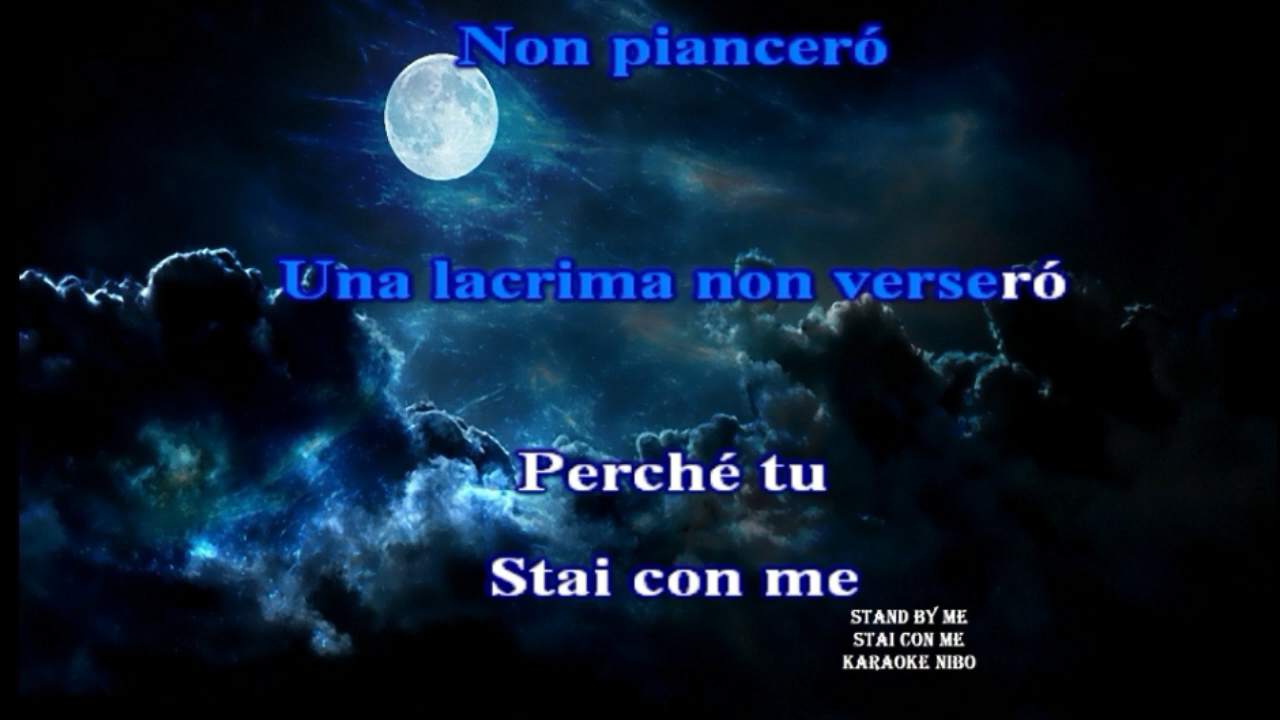 Non pianceró
Una lacrima non verseró
Perché tu
Stai con me
STAND BY ME
STAI CON ME
KARAOKE NIBO